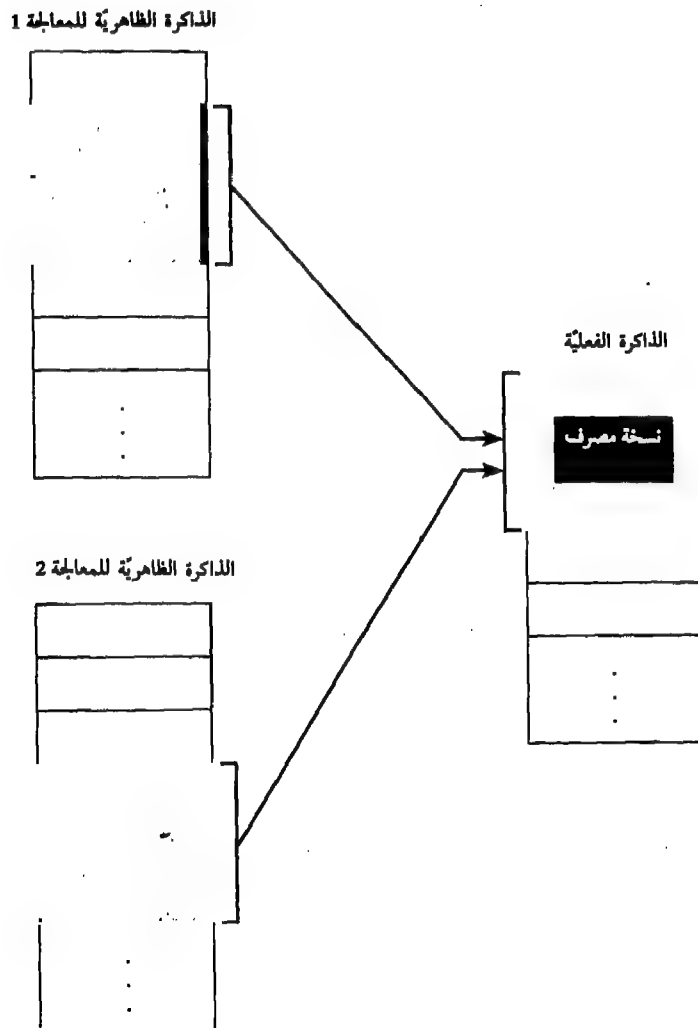 الذاكرة الظاهريّة للمعالجة 1
الذاكرة الفعليّة
نسخة مصرف
الذاكرة الظاهريّة للمعالجة 2